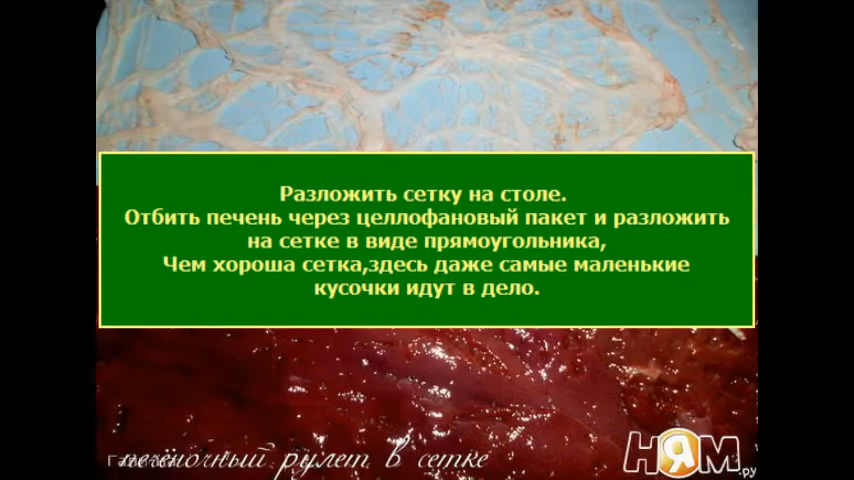 Разложить сетку на столе.
Отбить печень через целлофановый пакет и разложить
на сетке в виде прямоугольника,
Чем хороша сетка,здесь даже самые маленькие
кусочки идут в дело.
печёночный рулет в сетке
НЯМ.ру